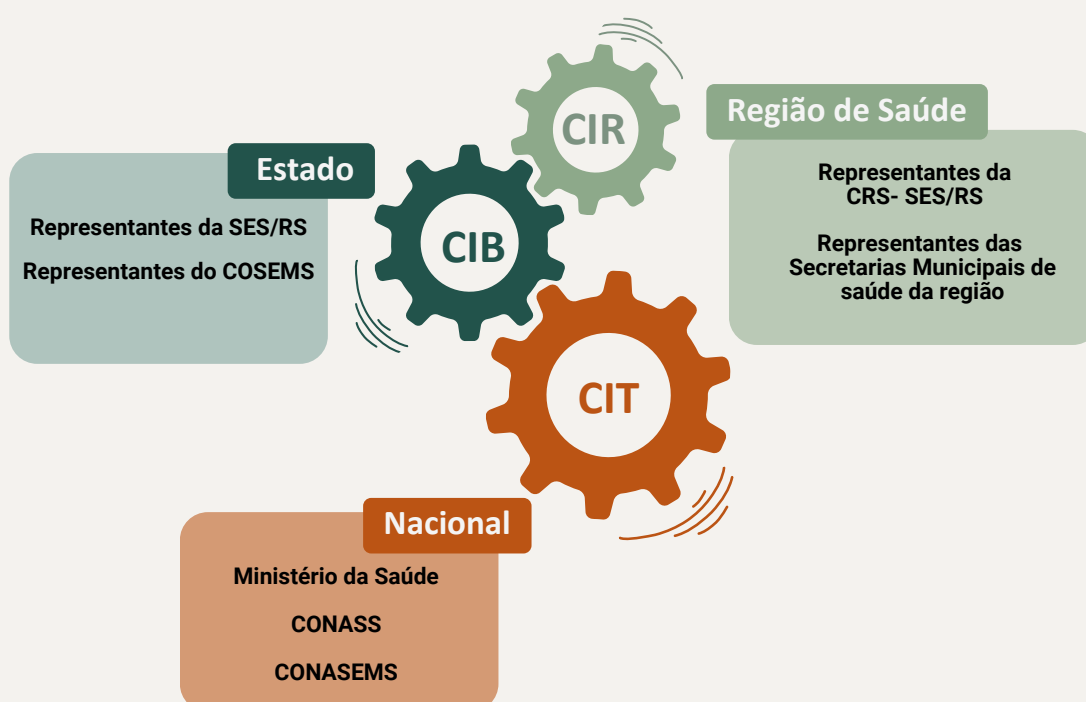 CIR
Região de Saúde
Representantes da
CRS- SES/RS
Representantes das
Secretarias Municipais de
saúde da região
Estado
Representantes da SES/RS
Representantes do COSEMS
CIB
CIT
Nacional
Ministério da Saúde
CONASS
CONASEMS